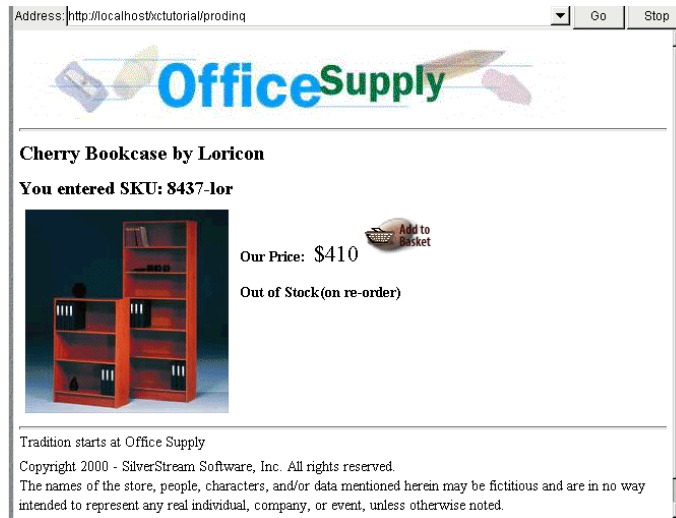 Address: http://localhost/xctutorial/prodinq Go Stop
OfficeSupply
Cherry Bookcase by Loricon
You entered SKU: 8437-lor
Add to
Basket
Our Price: $410
Out of Stock(on re-order)
Tradition starts at Office Supply
Copyright 2000 - SilverStream Software, Inc. All rights reserved.
The names of the store, people, characters, and/or data mentioned herein may be fictitious and are in no way
intended to represent any real individual, company, or event, unless otherwise noted.